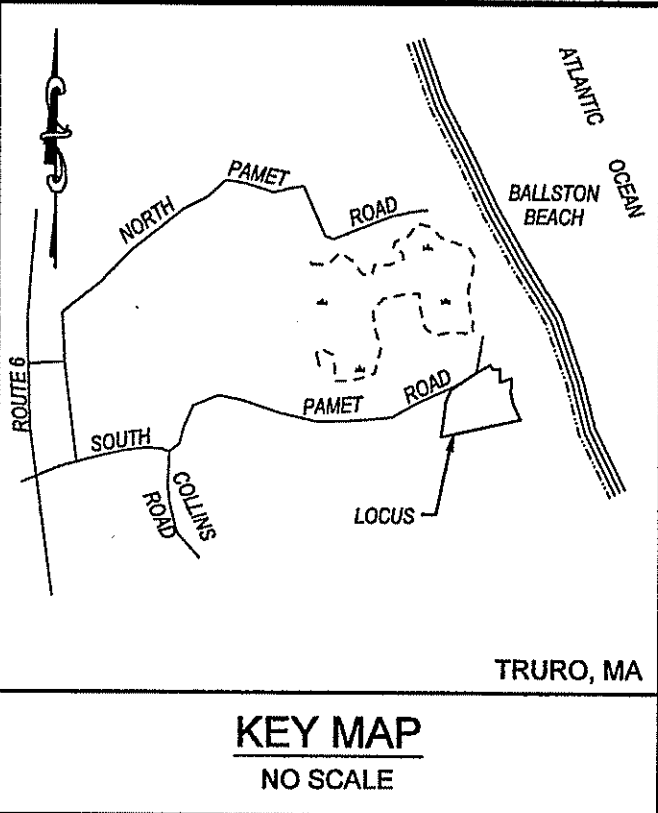 ATLANTIC
OCEAN
BALLSTON
BEACH
NORTH PAMET ROAD
ROUTE 6
SOUTH PAMET ROAD
COLLINS
ROAD
LOCUS
TRURO, MA
KEY MAP
NO SCALE